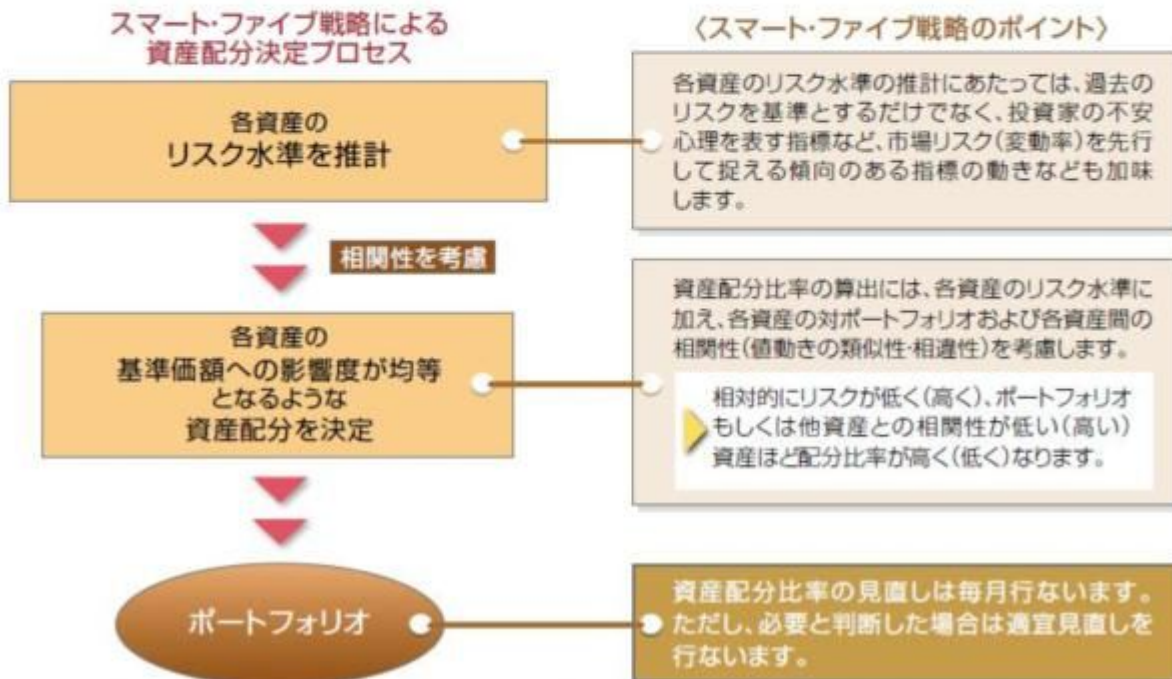 スマート・ファイブ戦略による
資産配分決定プロセス
〈スマート・ファイブ戦略のポイント〉
各資産の
リスク水準を推計
各資産のリスク水準の推計にあたっては、過去の
リスクを基準とするだけでなく、投資家の不安
心理を表す指標など、市場リスク(変動率)を先行
して捉える傾向のある指標の動きなども加味
します。
相関性を考慮
各資産の
基準価額への影響度が均等
となるような
資産配分を決定
資産配分比率の算出には、各資産のリスク水準に
加え、各資産の対ポートフォリオおよび各資産間の
相関性(値動きの類似性・相違性)を考慮します。
相対的にリスクが低く(高く)、ポートフォリオ
もしくは他資産との相関性が低い(高い)
資産ほど配分比率が高く(低く)なります。
ポートフォリオ
資産配分比率の見直しは毎月行ないます。
ただし、必要と判断した場合は適宜見直しを
行ないます。